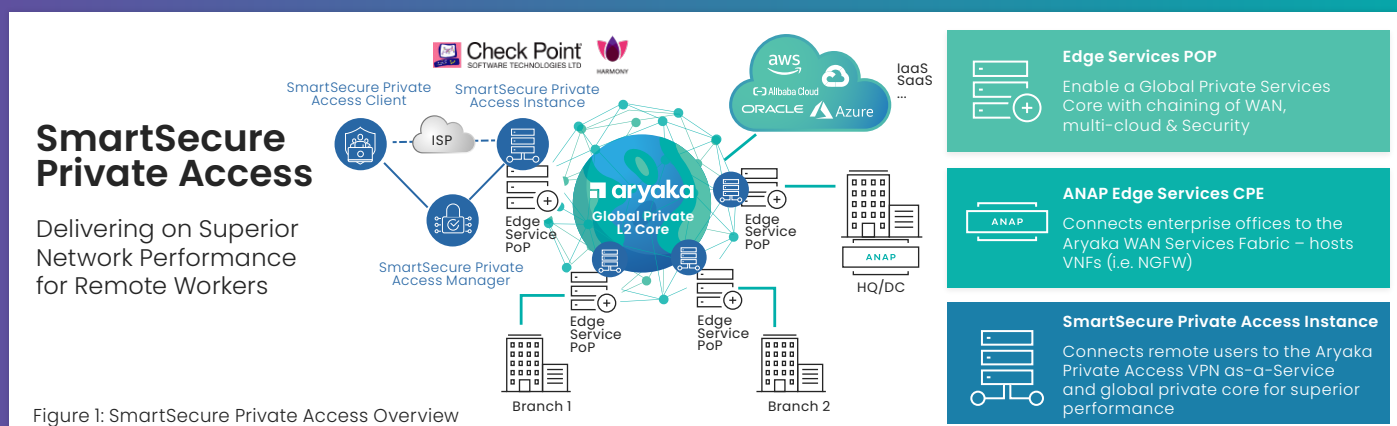 SmartSecure
Private Access
Delivering on Superior
Network Performance
for Remote Workers
Figure 1: SmartSecure Private Access Overview
Check Point
SOFTWARE TECHNOLOGIES LTD
HARMONY
SmartSecure Private
Access Client
SmartSecure Private
Access Instance
ISP
SmartSecure Private
Access Manager
Edge
Service
PoP
aryaka
Global Private
L2 Core
aws
Alibaba Cloud
ORACLE
Azure
IaaS
SaaS
...
Edge
Service
PoP
ANAP
HQ/DC
Edge
Service
PoP
Branch 1
Edge
Service
PoP
Branch 2
Edge Services POP
Enable a Global Private Services
Core with chaining of WAN,
multi-cloud & Security
ANAP
ANAP Edge Services CPE
Connects enterprise offices to the
Aryaka WAN Services Fabric – hosts
VNFs (i.e. NGFW)
SmartSecure Private Access Instance
Connects remote users to the Aryaka
Private Access VPN as-a-Service
and global private core for superior
performance